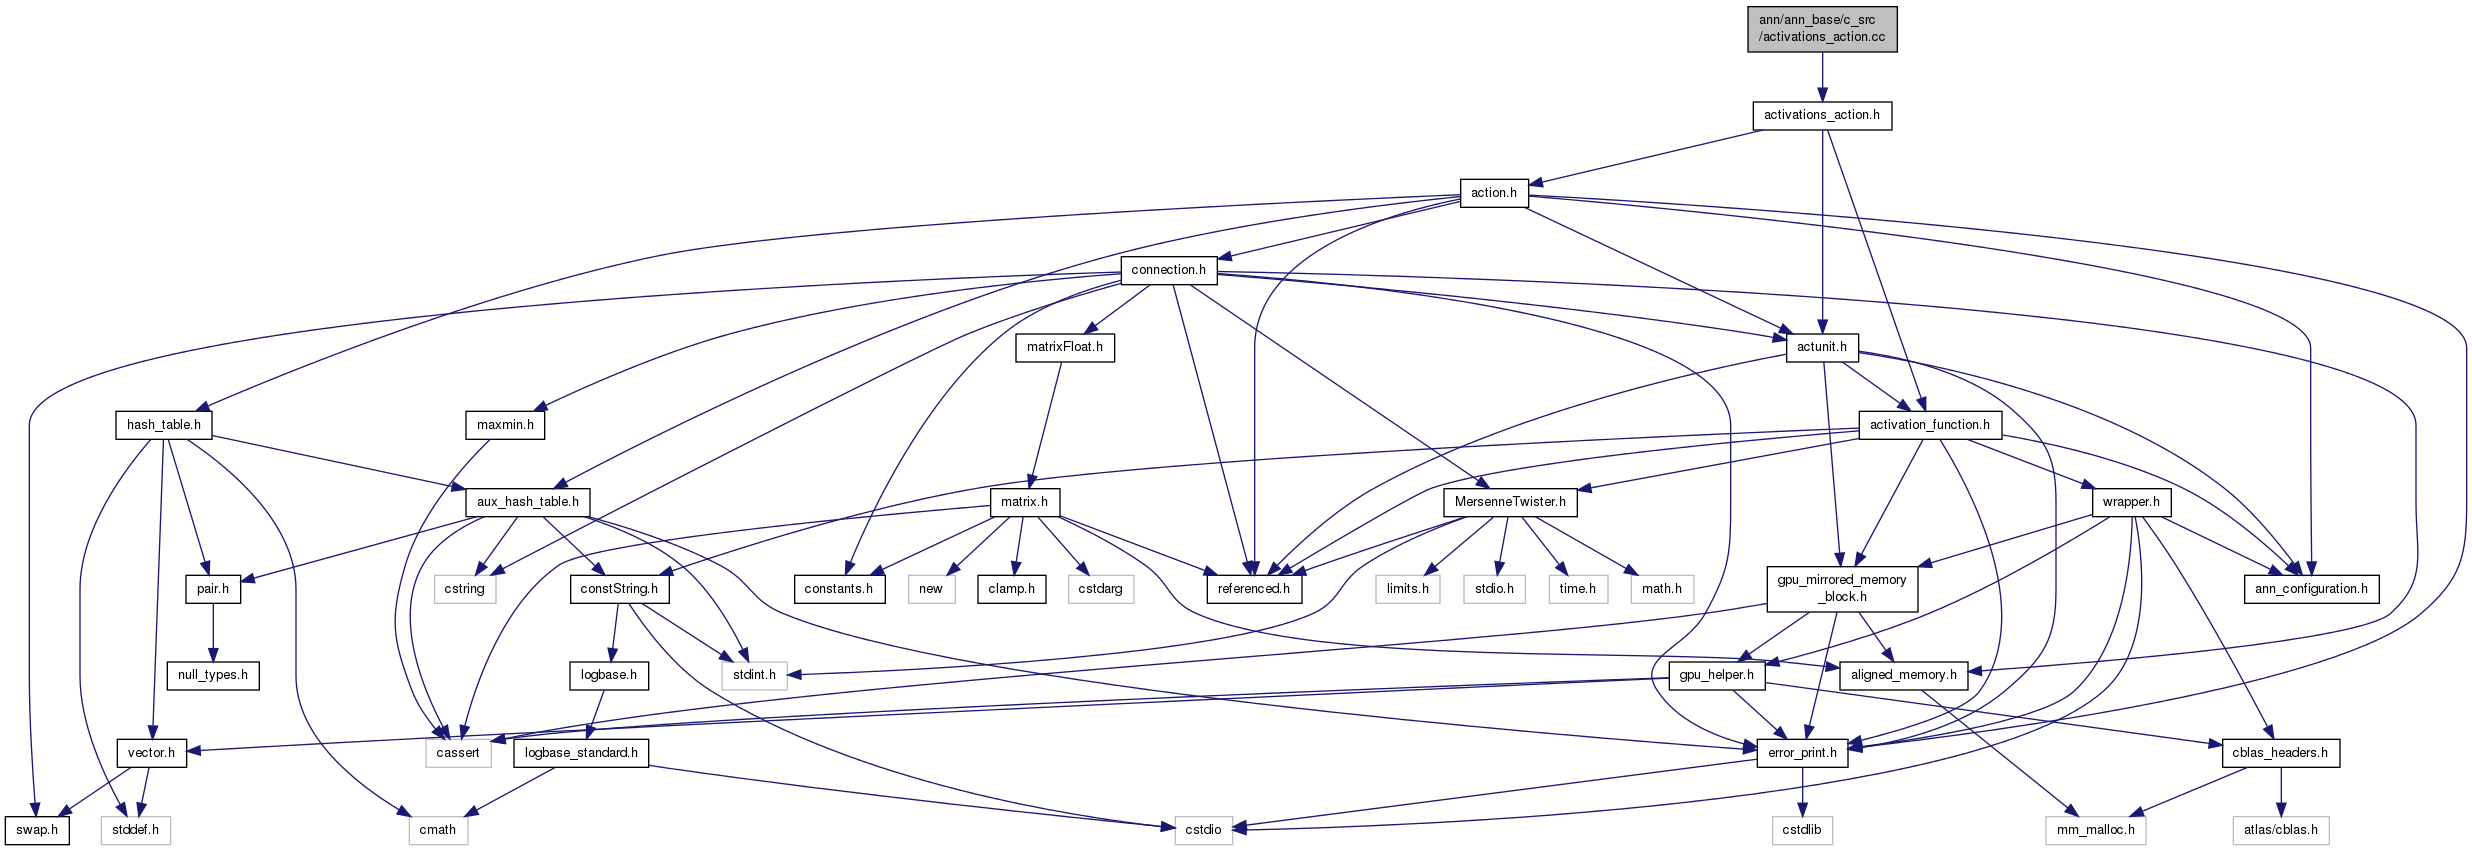 ann/ann_base/c_src
/activations_action.cc
activations_action.h
action.h
connection.h
matrixFloat.h
actunit.h
hash_table.h
maxmin.h
activation_function.h
aux_hash_table.h
matrix.h
MersenneTwister.h
wrapper.h
pair.h
cstring
constString.h
constants.h
new
clamp.h
cstdarg
referenced.h
limits.h
stdio.h
time.h
math.h
gpu_mirrored_memory
_block.h
ann_configuration.h
null_types.h
logbase.h
stdint.h
gpu_helper.h
aligned_memory.h
vector.h
cassert
logbase_standard.h
error_print.h
cblas_headers.h
swap.h
stddef.h
cmath
cstdio
cstdlib
mm_malloc.h
atlas/cblas.h